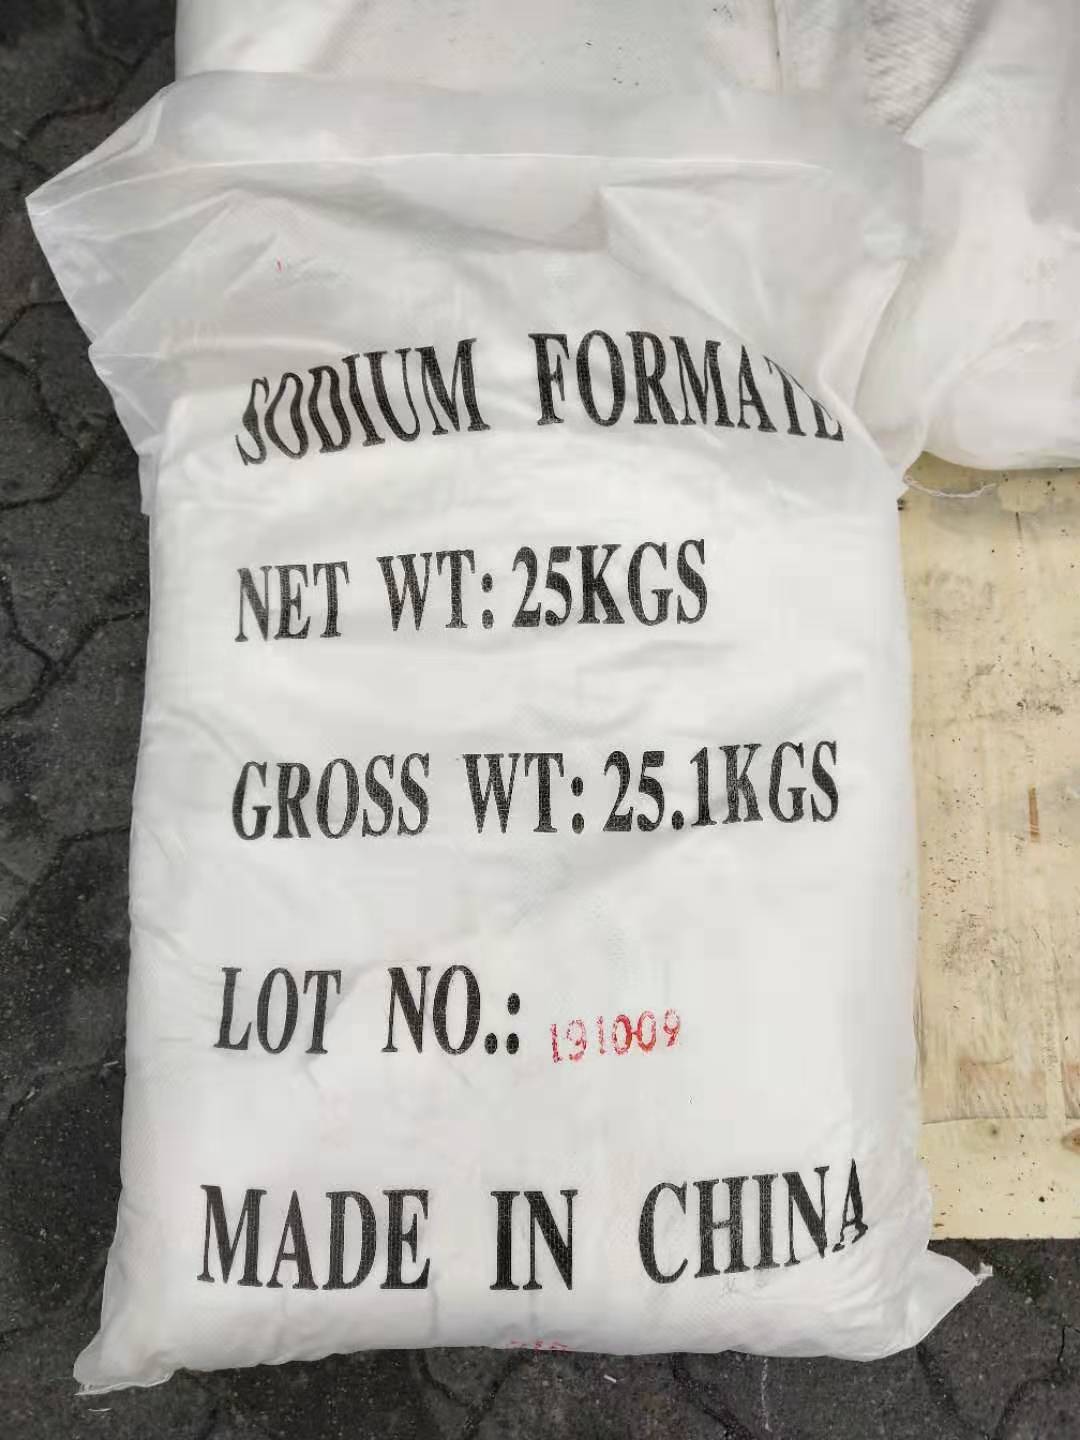 SODIUM FORMATE
NET WT: 25KGS
GROSS WT: 25.1KGS
LOT NO.: 191009
MADE IN CHINA